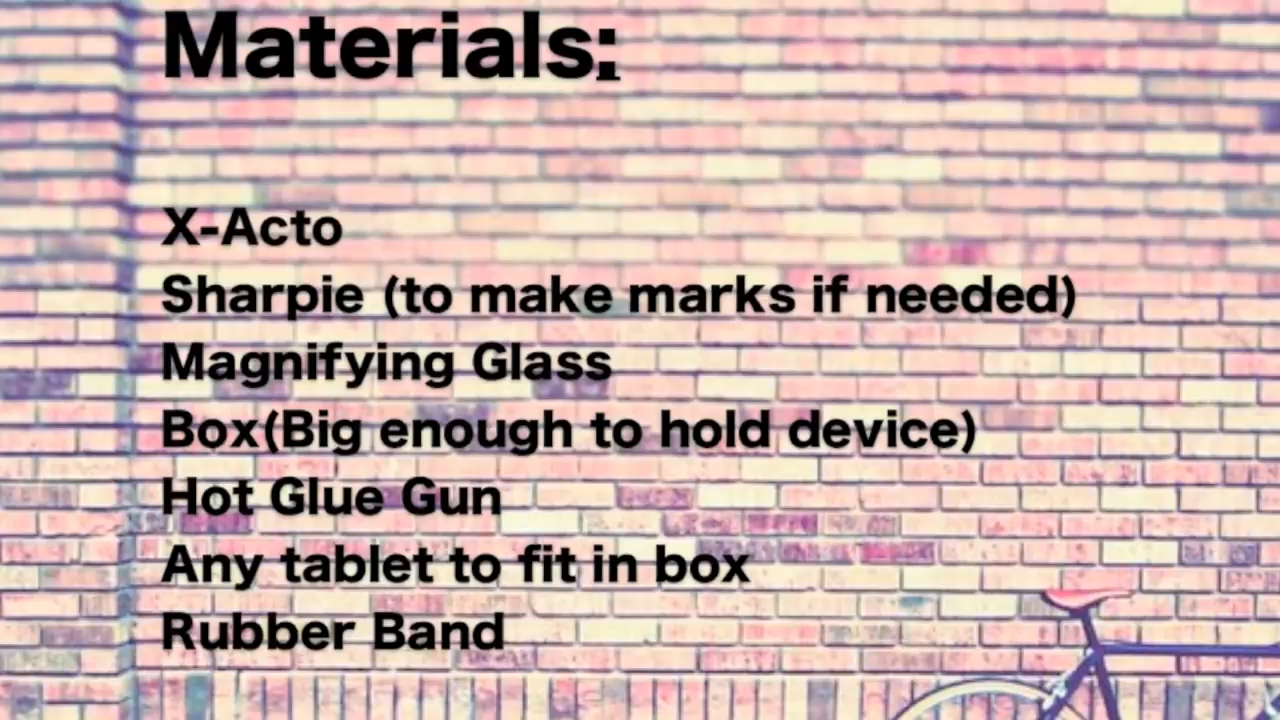 Materials:
X-Acto
Sharpie (to make marks if needed)
Magnifying Glass
Box(Big enough to hold device)
Hot Glue Gun
Any tablet to fit in box
Rubber Band